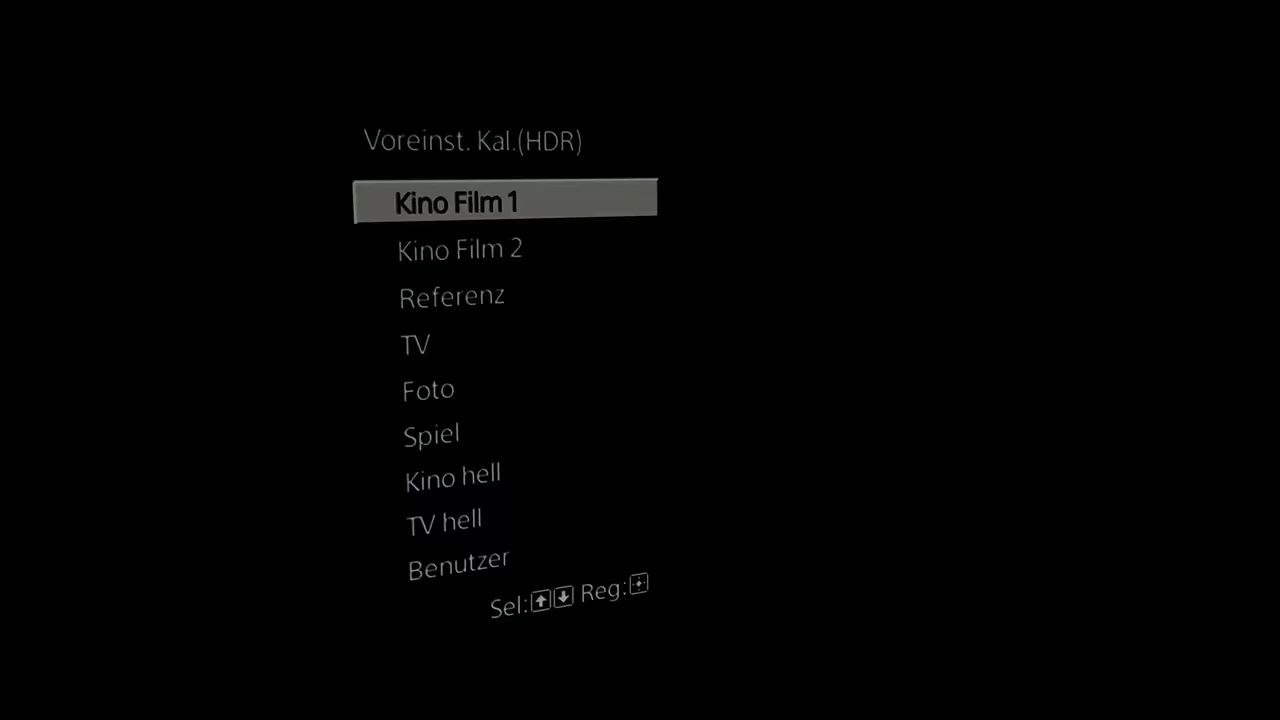 Voreinst. Kal.(HDR)
Kino Film 1
Kino Film 2
Referenz
TV
Foto
Spiel
Kino hell
TV hell
Benutzer
Sel: Reg: